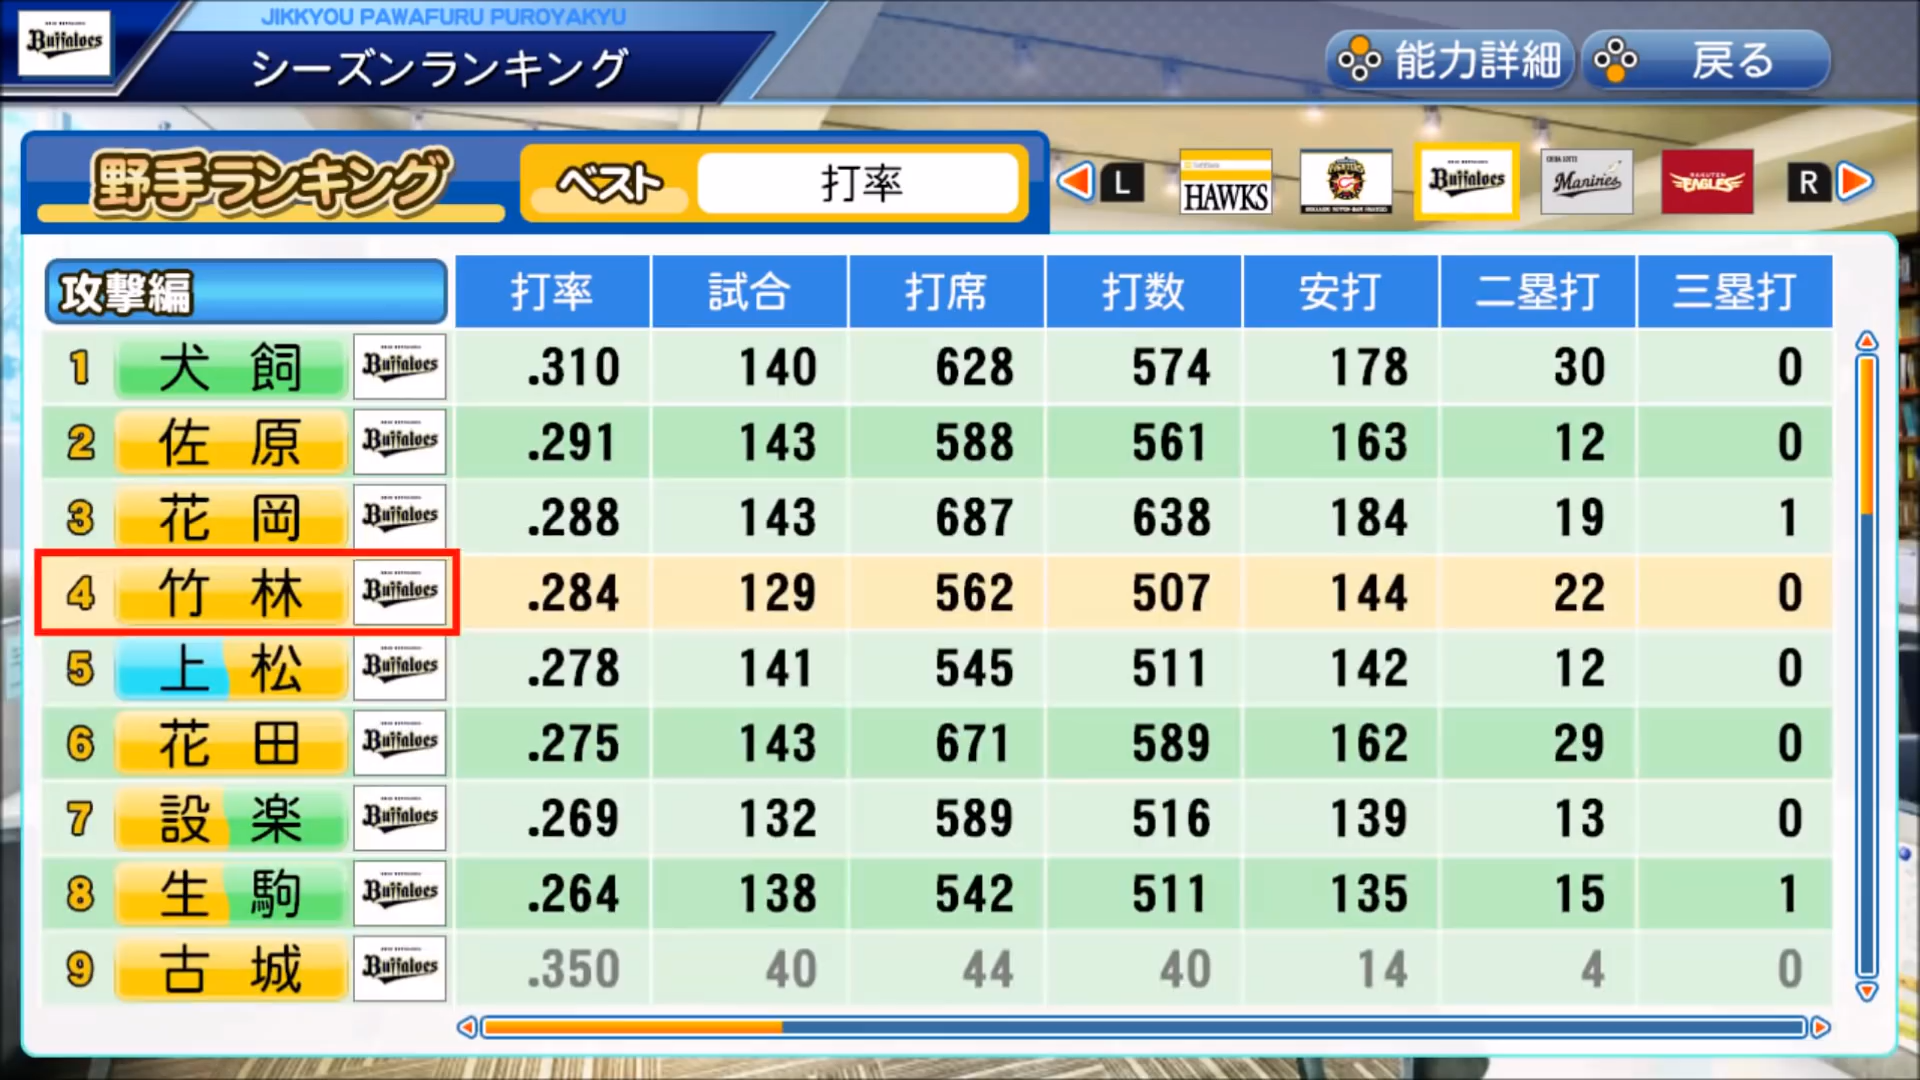 Buffaloes
JIKKYOU PAWAFURU PUROYAKYU
シーズンランキング
能力詳細
戻る
野手ランキング
ベスト 打率
L
HAWKS
Buffaloes
Marines
EAGLES
R
攻撃編 打率 試合 打席 打数 安打 二塁打 三塁打
1 犬飼 Buffaloes .310 140 628 574 178 30 0
2 佐原 Buffaloes .291 143 588 561 163 12 0
3 花岡 Buffaloes .288 143 687 638 184 19 1
4 竹林 Buffaloes .284 129 562 507 144 22 0
5 上松 Buffaloes .278 141 545 511 142 12 0
6 花田 Buffaloes .275 143 671 589 162 29 0
7 設楽 Buffaloes .269 132 589 516 139 13 0
8 生駒 Buffaloes .264 138 542 511 135 15 1
9 古城 Buffaloes .350 40 44 40 14 4 0